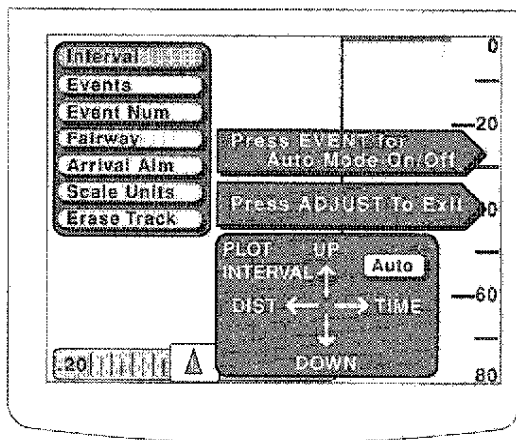 Interval
Events
Event Num
Fairway
Arrival Alm
Scale Units
Erase Track
Press EVENT for
Auto Mode On/Off
Press ADJUST to Exit
PLOT UP
INTERVAL
Auto
DIST TIME
DOWN
.20
0
20
40
60
80